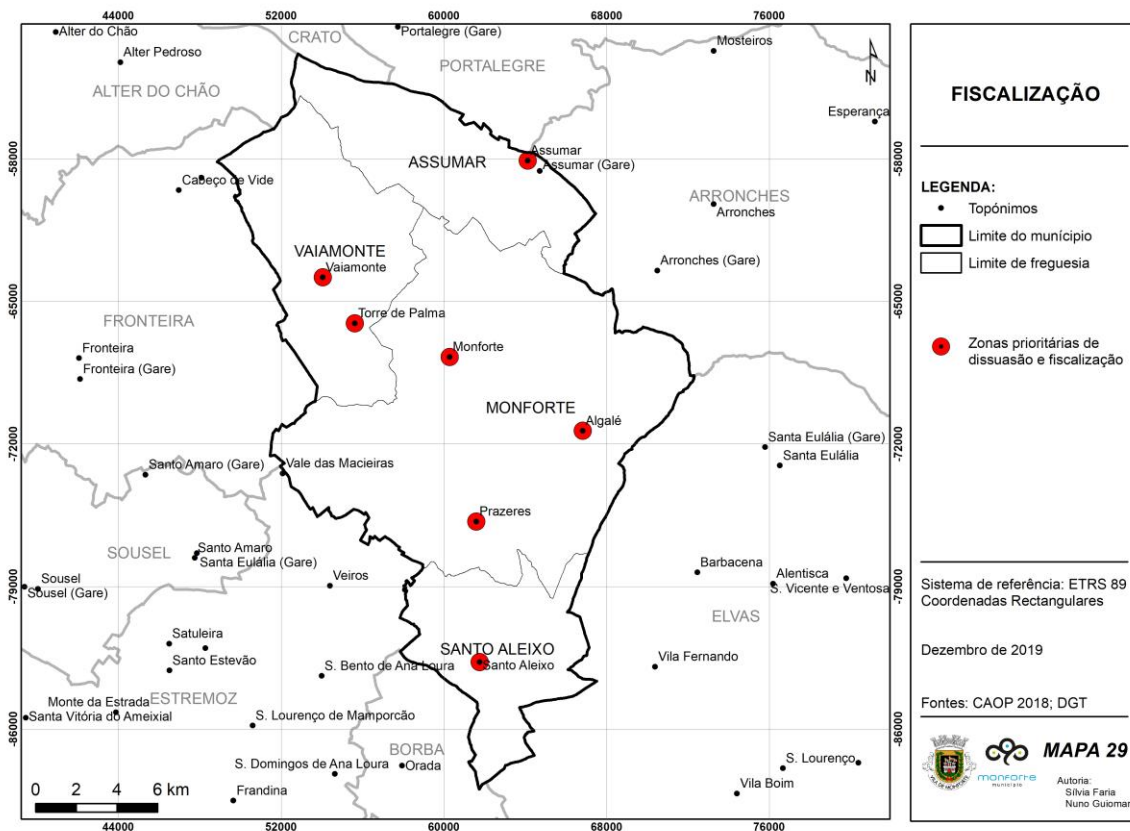 44000 52000 60000 68000 76000
Alter do Chão
CRATO
Portalegre (Gare)
Mosteiros
Alter Pedroso
PORTALEGRE
N
ALTER DO CHÃO
Esperança
-58000
ASSUMAR
Assumar
-58000
Assumar (Gare)
Cabeço de Vide
ARRONCHES
Arronches
VAIAMONTE
Vaiamonte
Arronches (Gare)
-65000
-65000
FRONTEIRA
Torre de Palma
Fronteira
Monforte
Fronteira (Gare)
MONFORTE
Algalé
-72000
Santa Eulália (Gare)
-72000
Santo Amaro (Gare)
Vale das Macieiras
Santa Eulália
Prazeres
SOUSEL
Santo Amaro
Santa Eulália (Gare)
Barbacena
Sousel
Veiros
Alentisca
-79000
Sousel (Gare)
S. Vicente e Ventosa
-79000
ELVAS
Satuleira
SANTO ALEIXO
Santo Estevão
S. Bento de Ana Loura
Santo Aleixo
Vila Fernando
ESTREMOZ
Monte da Estrada
Santa Vitória do Ameixial
S. Lourenço de Mamporcão
-86000
-86000
BORBA
S. Domingos de Ana Loura
Orada
S. Lourenço
0 2 4 6 km
Frandina
Vila Boim
44000 52000 60000 68000 76000
FISCALIZAÇÃO
LEGENDA:
Topónimos
Limite do munícipio
Limite de freguesia
Zonas prioritárias de
dissuasão e fiscalização
Sistema de referência: ETRS 89
Coordenadas Rectangulares
Dezembro de 2019
Fontes: CAOP 2018; DGT
VILA DE MONFORTE
monforte
município
MAPA 29
Autoria:
Sílvia Faria
Nuno Guiomar